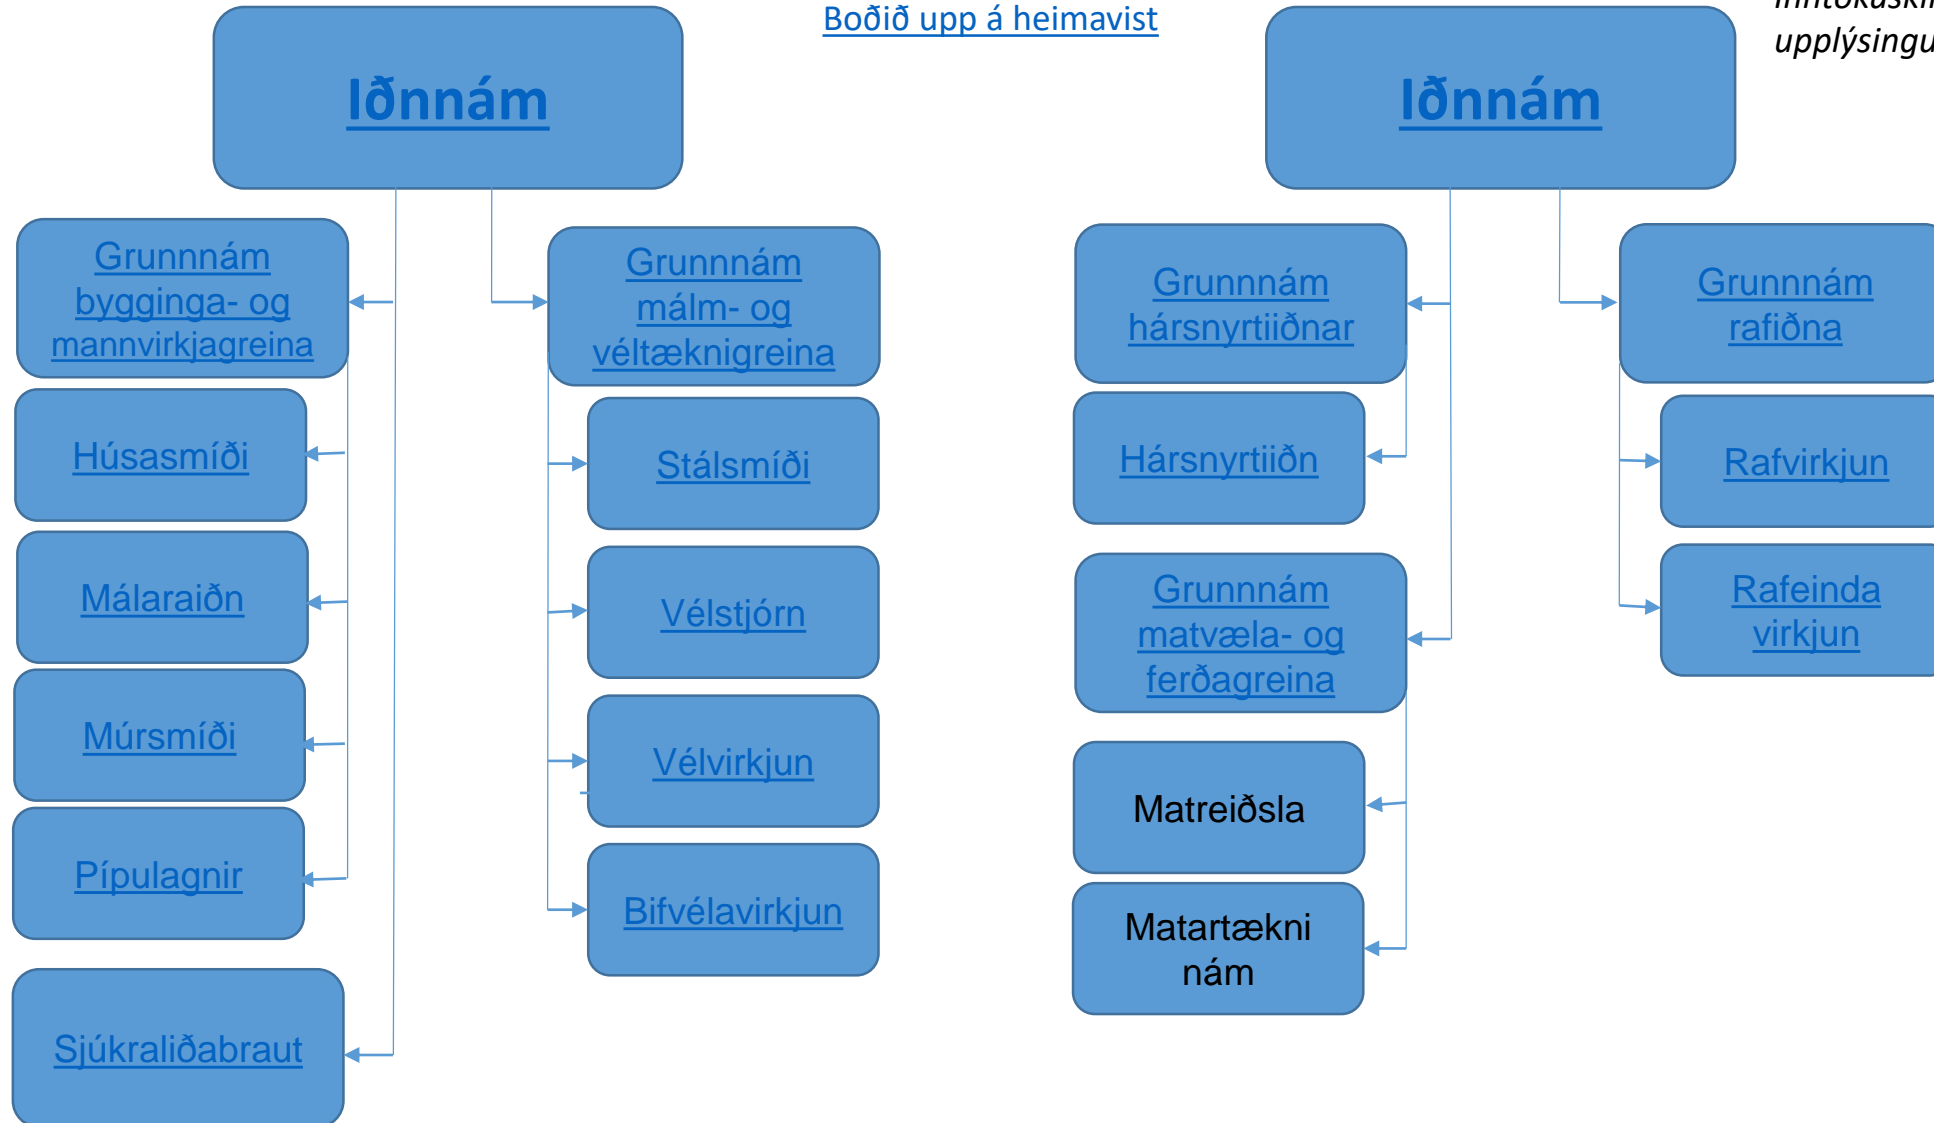 Boðið upp á heimavist
upplýsingu
Iðnnám
Grunnnám
bygginga- og
mannvirkjagreina
Húsasmíði
Málaraiðn
Múrsmíði
Pípulagnir
Sjúkraliðabraut
Grunnnám
málm- og
véltæknigreina
Stálsmíði
Vélstjórn
Vélvirkjun
Bifvélavirkjun
Iðnnám
Grunnnám
hársnyrtiiðnar
Hársnyrtiiðn
Grunnnám
matvæla- og
ferðagreina
Matreiðsla
Matartækni
nám
Grunnnám
rafiðna
Rafvirkjun
Rafeinda
virkjun